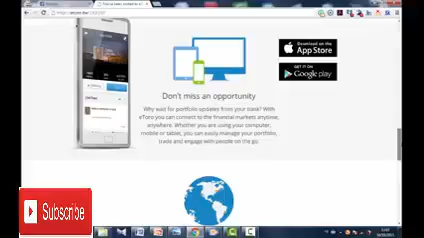 Download on the
App Store
GET IT ON
Google play
Don't miss an opportunity
Why wait for portfolio updates from your bank? With
eToro you can connect to the financial markets anytime,
anywhere. Whether you are using your computer,
mobile or tablet, you can easily manage your portfolio,
trade and engage with people on the go.
Subscribe